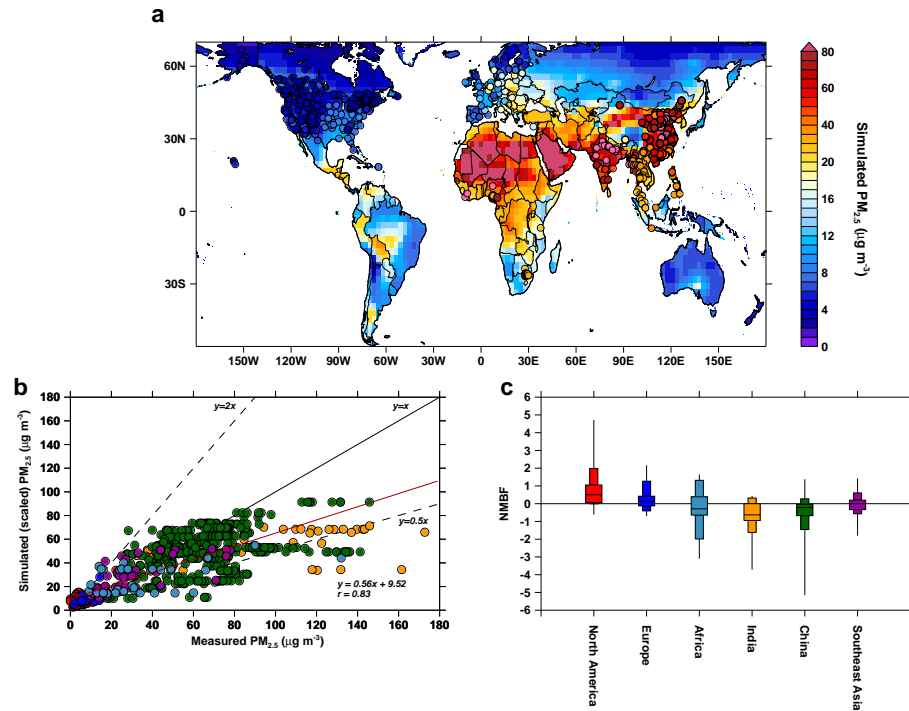 a
60N
30N
0
30S
150W 120W 90W 60W 30W 0 30E 60E 90E 120E 150E
80
60
40
20
16
12
8
4
0
Simulated PM2.5 (μg m-3)
b
180
160
140
120
100
80
60
40
20
0
Simulated (scaled) PM2.5 (μg m-3)
y=2x
y=x
y=0.5x
y = 0.56x + 9.52
r = 0.83
0 20 40 60 80 100 120 140 160 180
Measured PM2.5 (μg m-3)
c
6
5
4
3
2
1
0
-1
-2
-3
-4
-5
-6
NMBF
North America
Europe
Africa
India
China
Southeast Asia